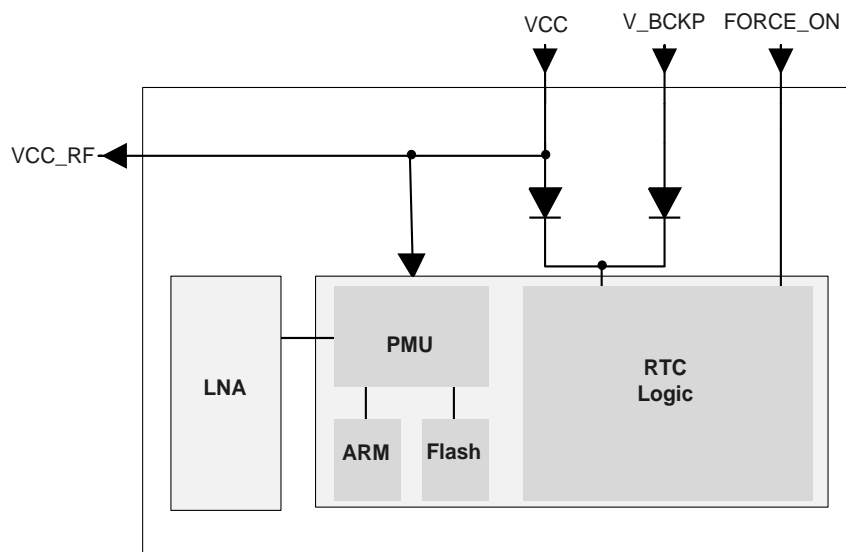 VCC V_BCKP FORCE_ON
VCC_RF
PMU
RTC
Logic
LNA
ARM Flash